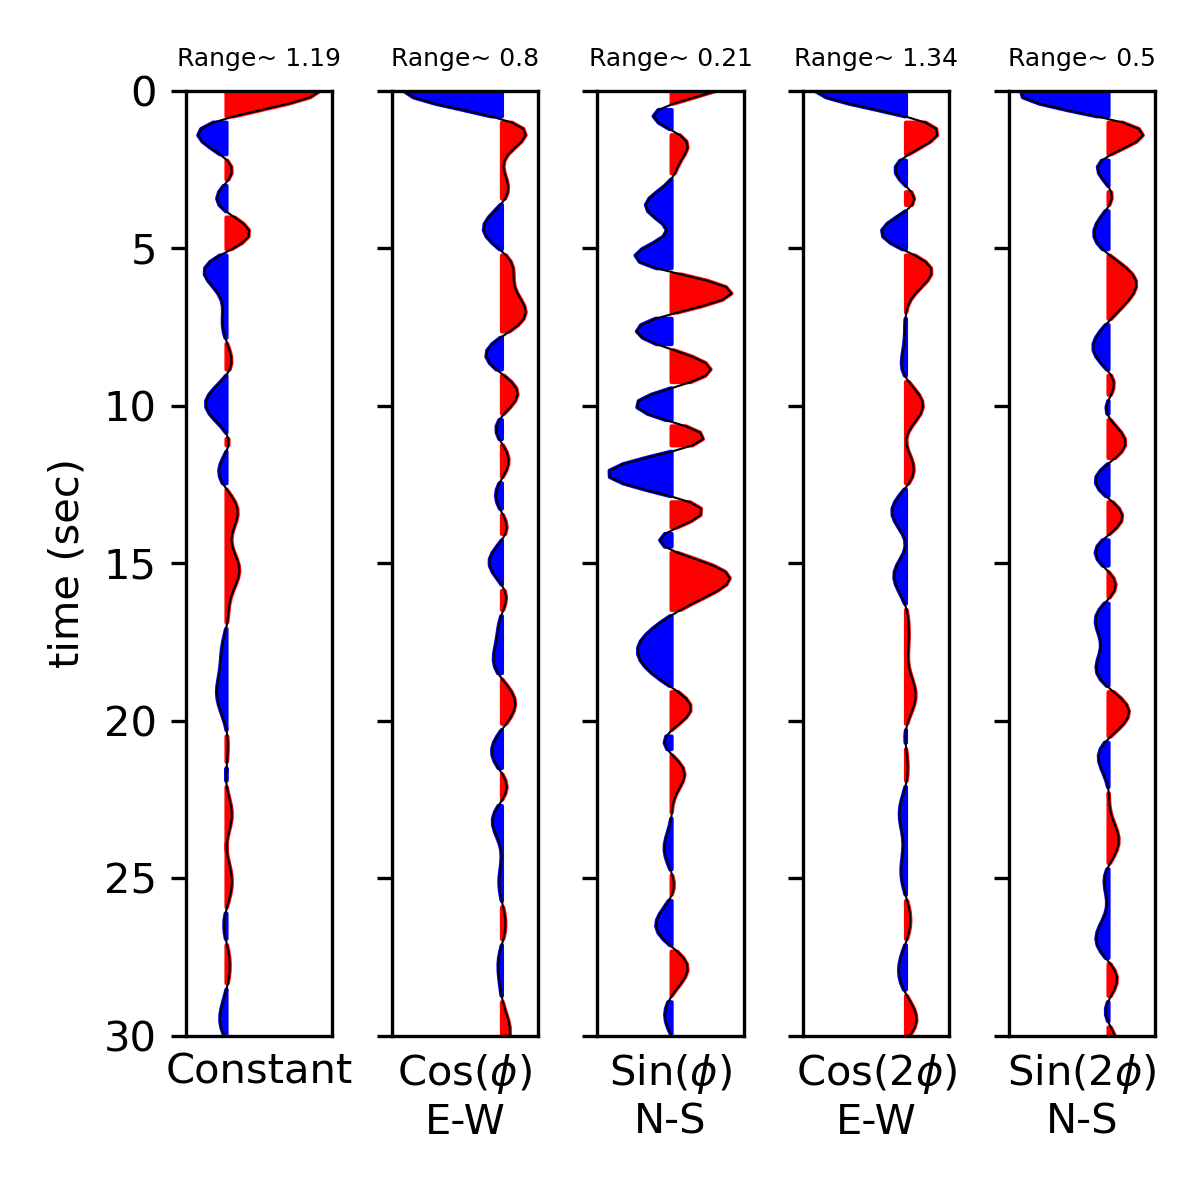 Range~ 1.19 Range~ 0.8 Range~ 0.21 Range~ 1.34 Range~ 0.5
0
5
10
15
20
25
30
time (sec)
Constant Cos(ϕ) Sin(ϕ) Cos(2ϕ) Sin(2ϕ)
E-W N-S E-W N-S